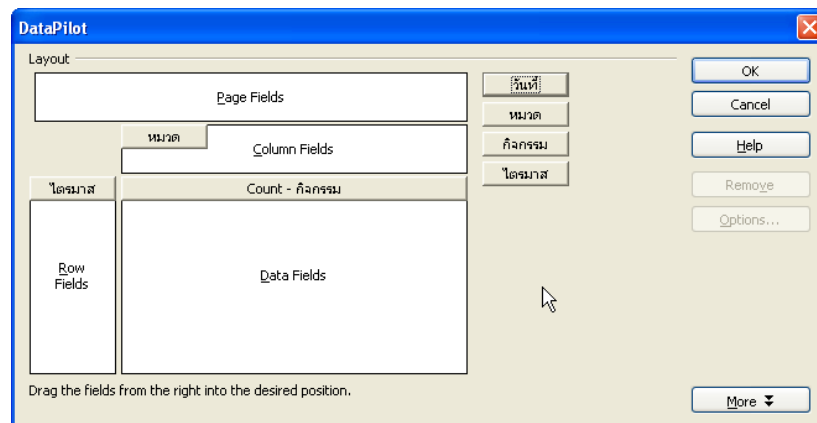 DataPilot
Layout
Page Fields
วันที่
OK
หมวด
Cancel
หมวด
Column Fields
กิจกรรม
Help
ไตรมาส
Count - กิจกรรม
ไตรมาส
Remove
Options...
Row
Fields
Data Fields
Drag the fields from the right into the desired position.
More